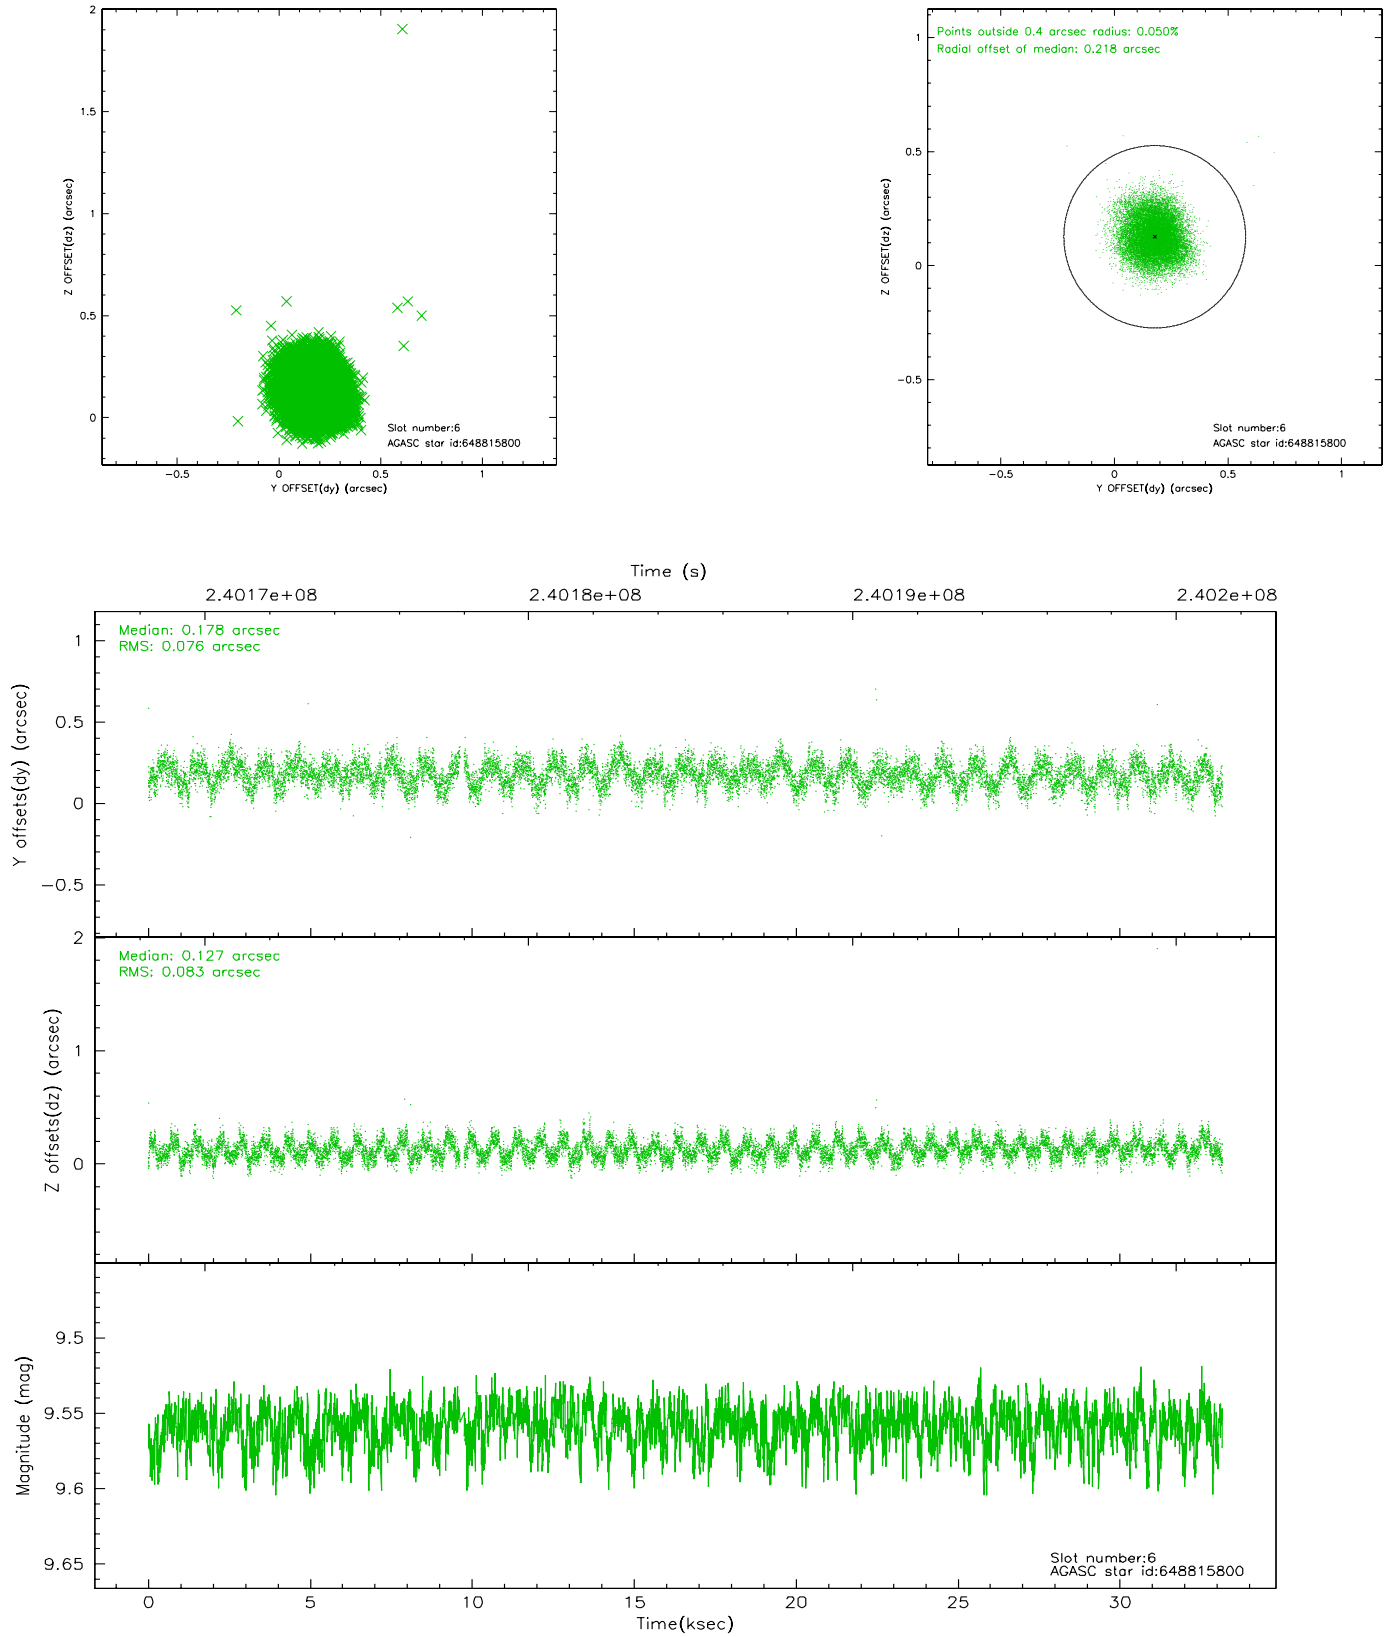 2
1.5
1
0.5
0
Z OFFSET(dz) (arcsec)
Slot number:6
AGASC star id:648815800
−0.5 0 0.5 1
Y OFFSET(dy) (arcsec)
Points outside 0.4 arcsec radius: 0.050%
Radial offset of median: 0.218 arcsec
1
0.5
0
−0.5
Z OFFSET(dz) (arcsec)
Slot number:6
AGASC star id:648815800
−0.5 0 0.5 1
Y OFFSET(dy) (arcsec)
Time (s)
2.4017e+08 2.4018e+08 2.4019e+08 2.402e+08
Median: 0.178 arcsec
RMS: 0.076 arcsec
1
0.5
0
−0.5
Y offsets(dy) (arcsec)
Median: 0.127 arcsec
RMS: 0.083 arcsec
2
1
0
Z offsets(dz) (arcsec)
9.5
9.55
9.6
9.65
Magnitude (mag)
Slot number:6
AGASC star id:648815800
0 5 10 15 20 25 30
Time(ksec)